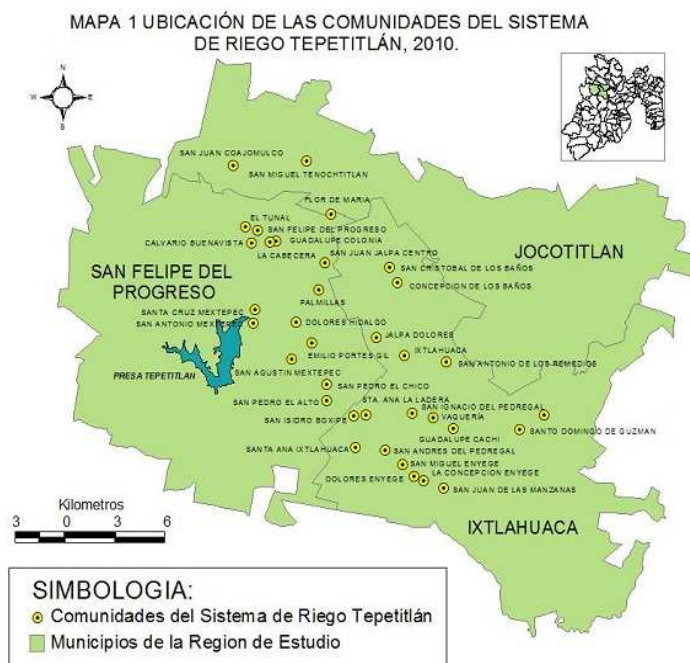 MAPA 1 UBICACIÓN DE LAS COMUNIDADES DEL SISTEMA
DE RIEGO TEPETITLÁN, 2010.
N
W
E
S
SAN JUAN COAJOMULCO
SAN MIGUEL TENOCHTITLAN
FLOR DE MARIA
EL TUNAL
SAN FELIPE DEL PROGRESO
CALVARIO BUENAVISTA
GUADALUPE COLONIA
LA CABECERA
SAN JUAN JALPA CENTRO
JOCOTITLAN
SAN CRISTOBAL DE LOS BAÑOS
CONCEPCION DE LOS BAÑOS
SAN FELIPE DEL
PROGRESO
PALMILLAS
SANTA CRUZ MEXTEPEC
SAN ANTONIO MEXTEPEC
DOLORES HIDALGO
JALPA DOLORES
EMILIO PORTES GIL
IXTLAHUACA
SAN ANTONIO DE LOS REMEDIOS
SAN AGUSTIN MEXTEPEC
PRESA TEPETITLAN
SAN PEDRO EL CHICO
SAN PEDRO EL ALTO
STA. ANA LA LADERA
SAN ISIDRO BOXIPE
SAN IGNACIO DEL PEDREGAL
VAQUERÍA
GUADALUPE CACHI
SANTO DOMINGO DE GUZMAN
SANTA ANA IXTLAHUACA
SAN ANDRES DEL PEDREGAL
SAN MIGUEL ENYEGE
LA CONCEPCION ENYEGE
DOLORES ENYEGE
SAN JUAN DE LAS MANZANAS
IXTLAHUACA
Kilometros
3 0 3 6
SIMBOLOGIA:
Comunidades del Sistema de Riego Tepetitlán
Municipios de la Region de Estudio